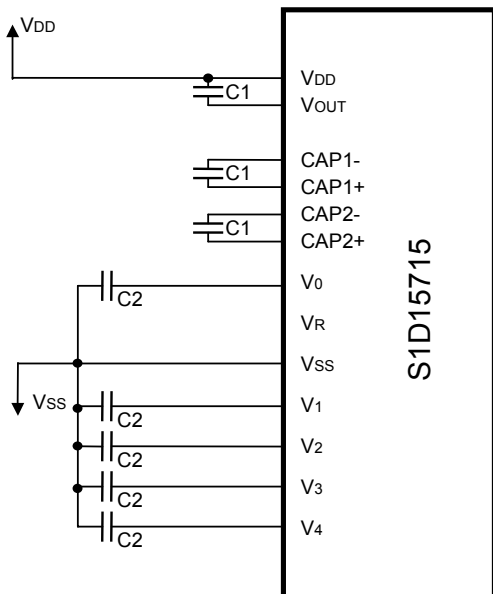 VDD
VDD
C1
VOUT
CAP1-
C1
CAP1+
CAP2-
C1
CAP2+
V0
C2
VR
VSS
VSS
V1
C2
V2
C2
V3
C2
V4
C2
S1D15715